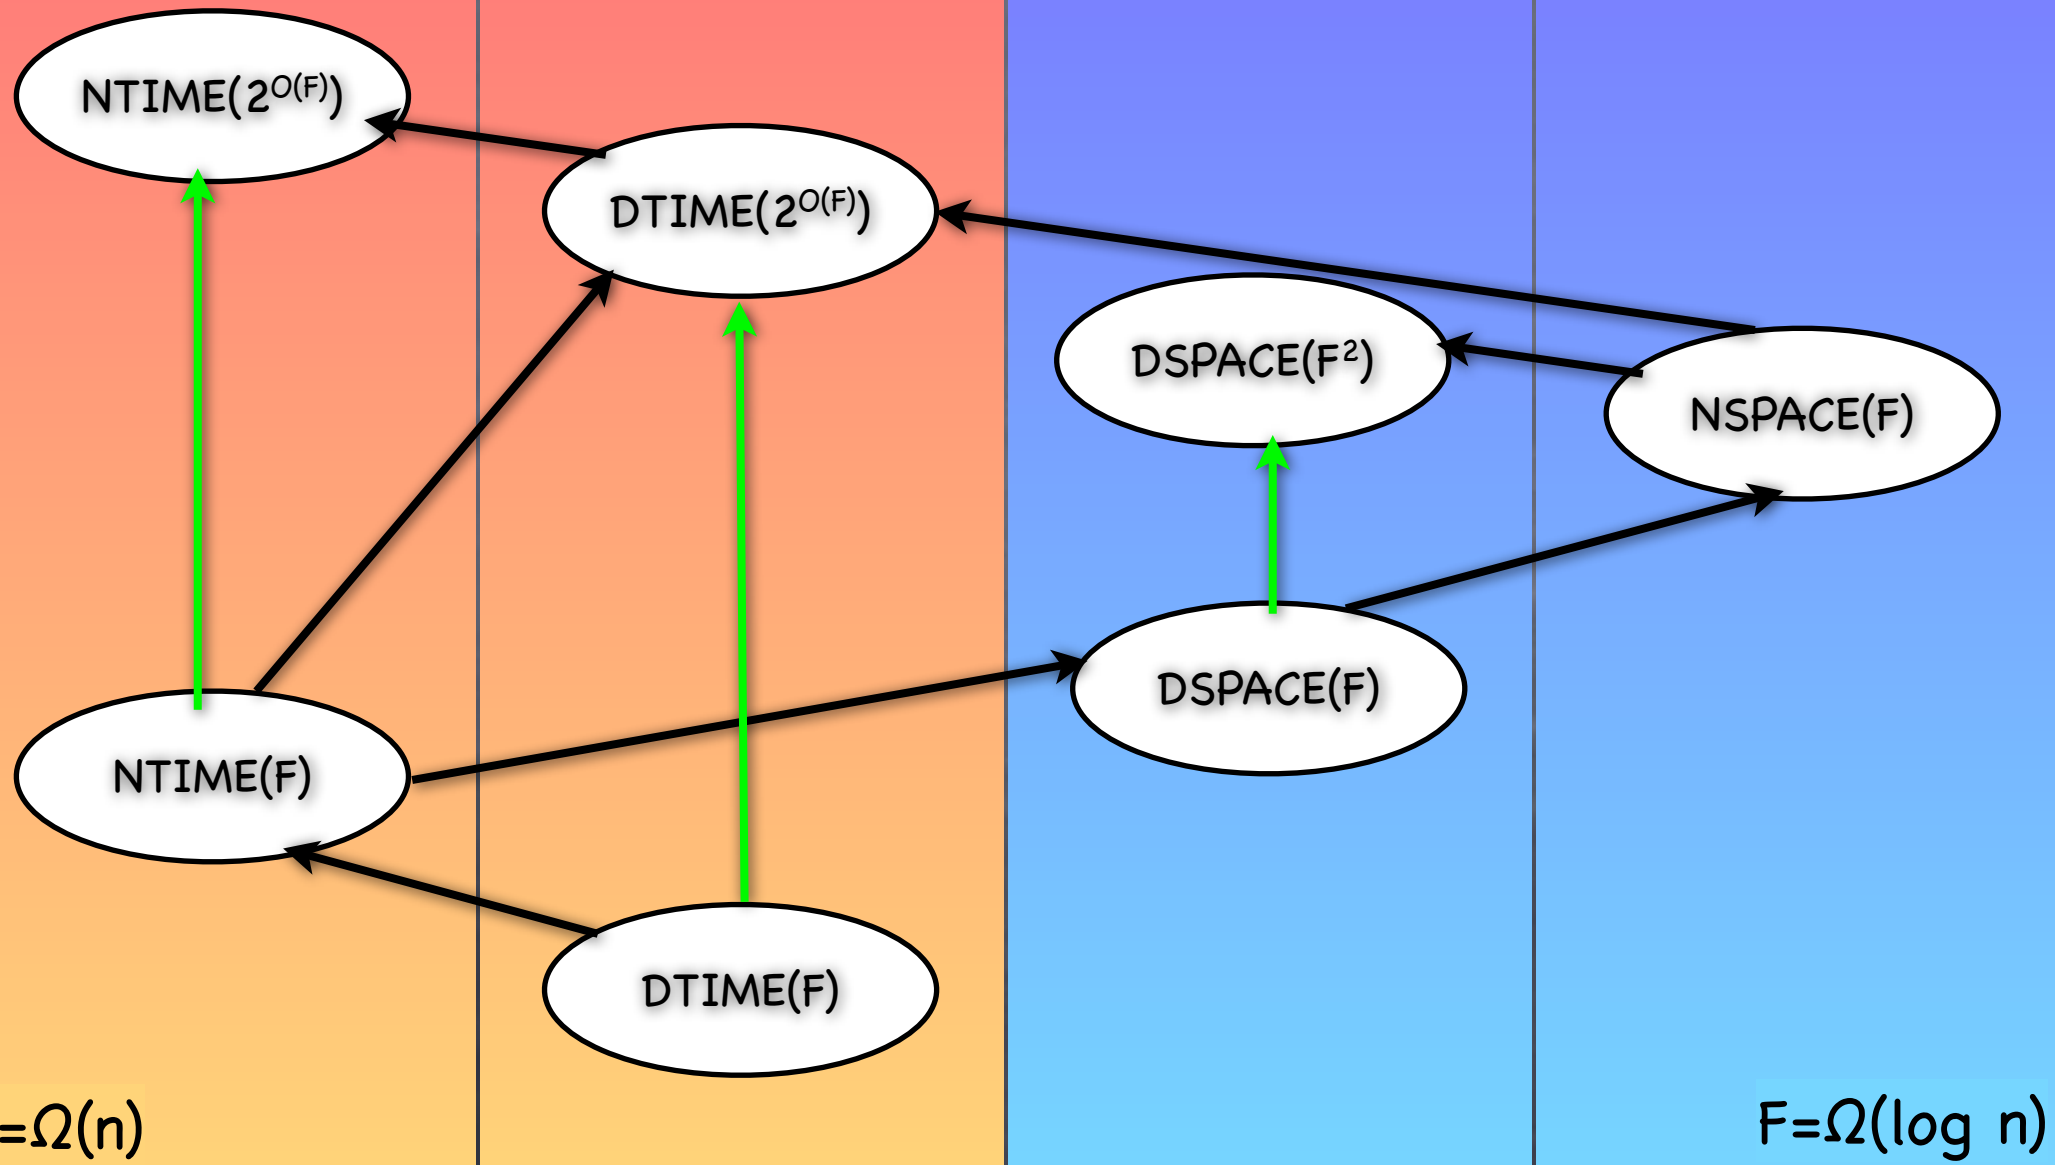 NTIME(2^O(F))
DTIME(2^O(F))
DSPACE(F²)
NSPACE(F)
DSPACE(F)
NTIME(F)
DTIME(F)
=Ω(n)
F=Ω(log n)